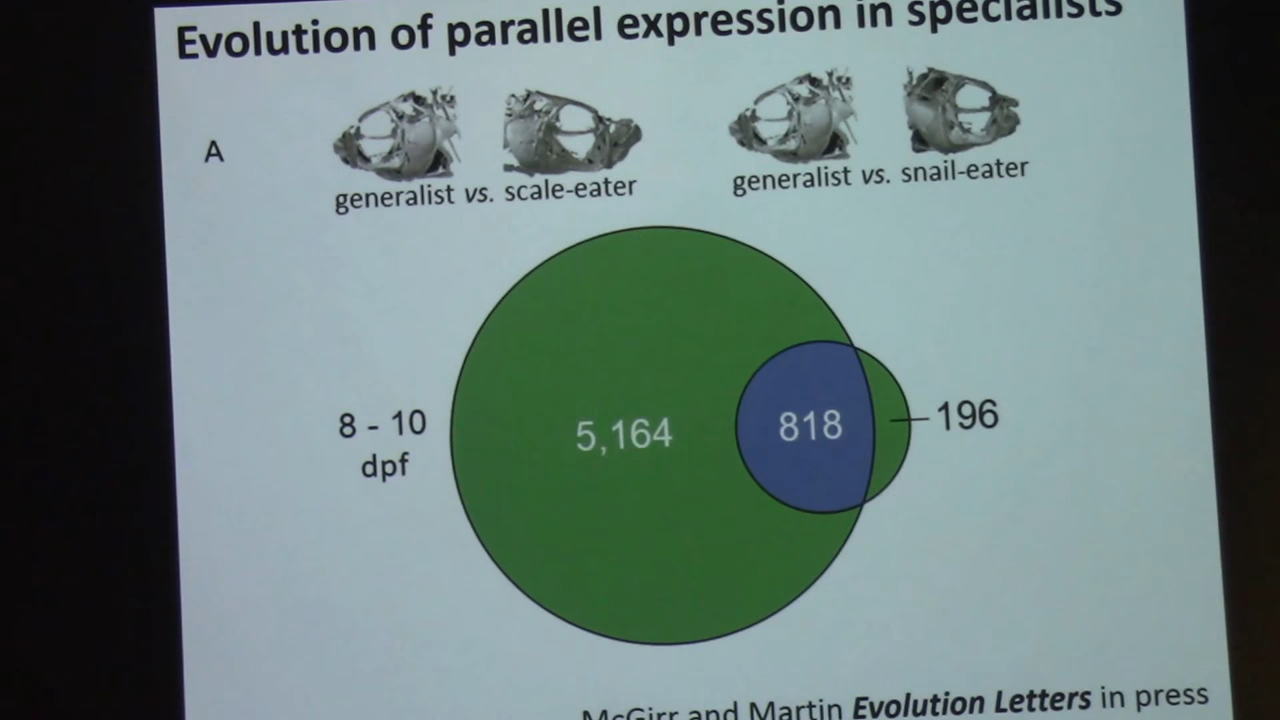 Evolution of parallel expression in specialists
A
generalist vs. scale-eater
generalist vs. snail-eater
8 - 10
dpf
5,164
818
196
McGirr and Martin Evolution Letters in press